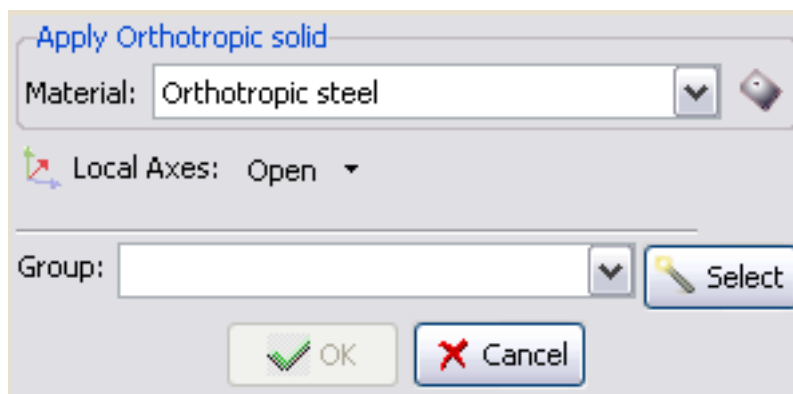 Apply Orthotropic solid
Material: Orthotropic steel
Local Axes: Open
Group: Select
OK Cancel